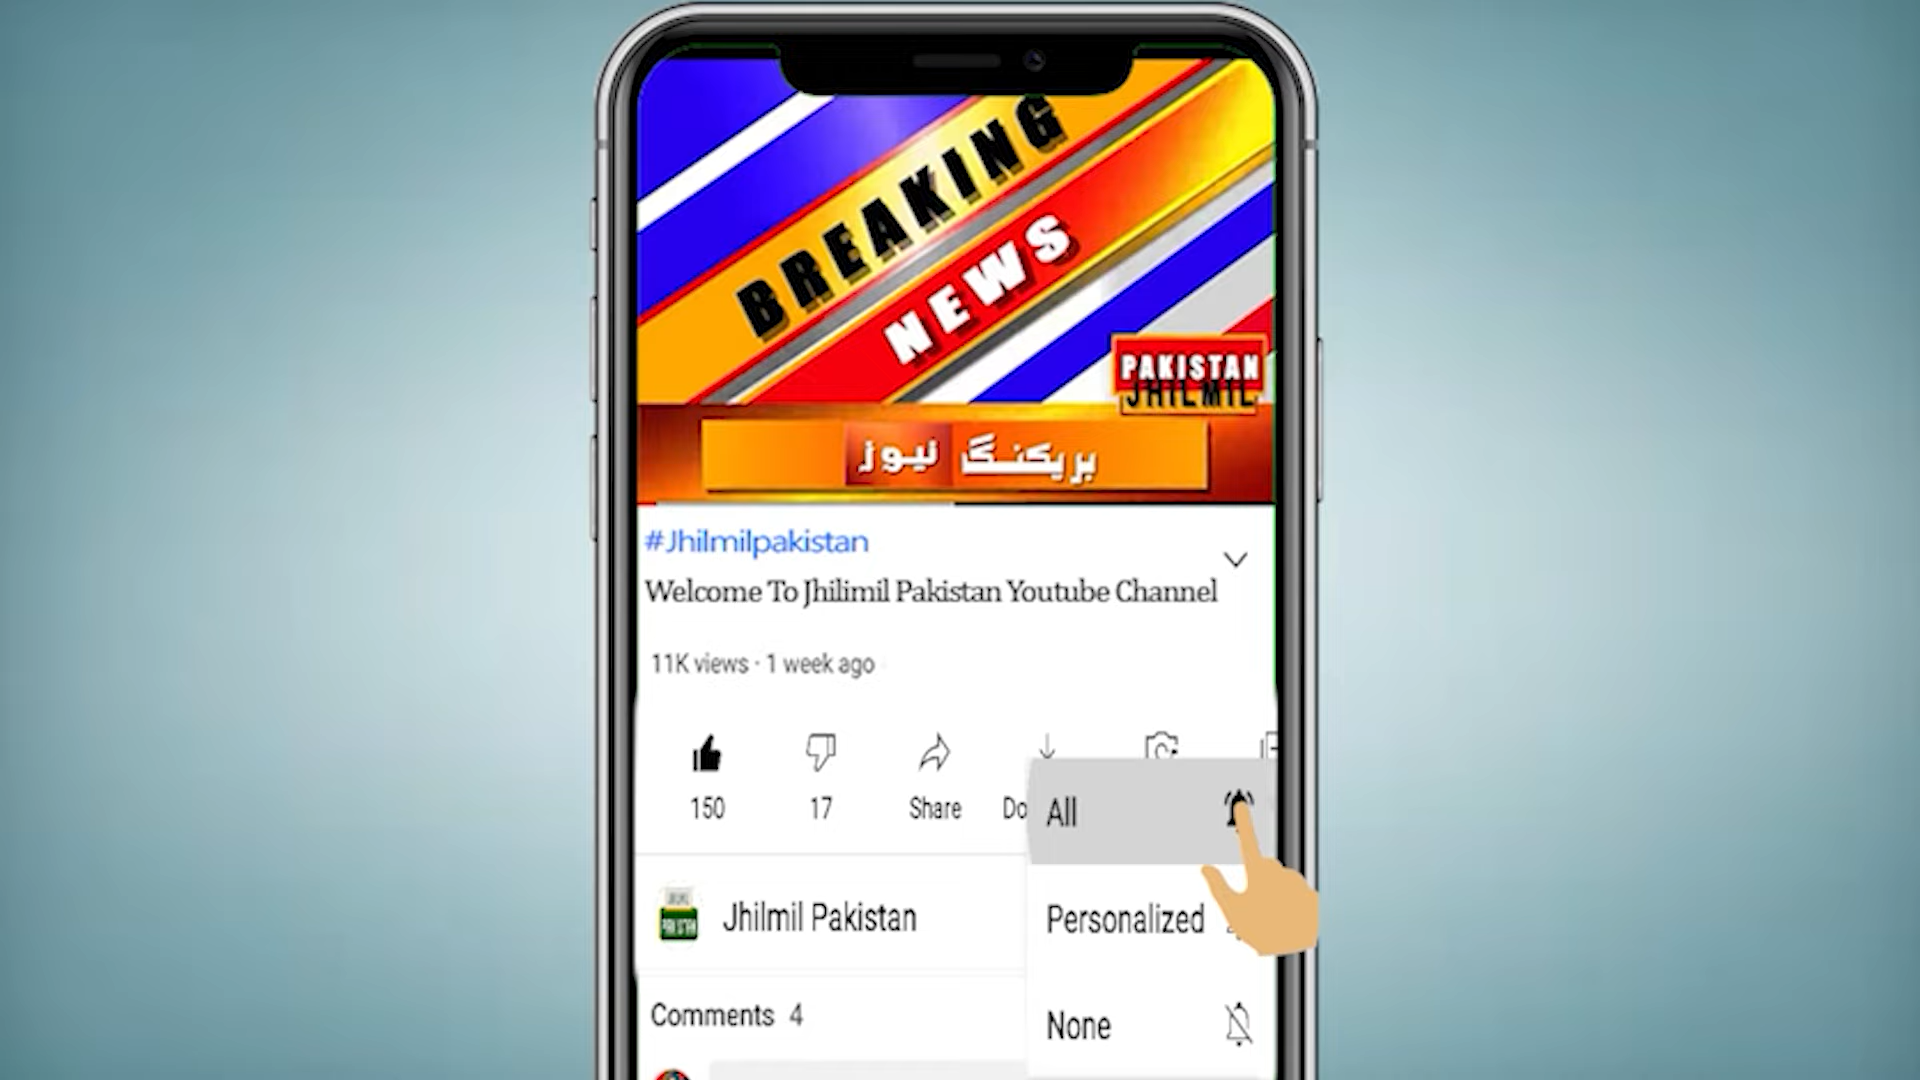 BREAKING
NEWS
PAKISTAN
JHILMIL
بریکنگ نیوز
#Jhilmilpakistan
Welcome To Jhilimil Pakistan Youtube Channel
11K views · 1 week ago
150
17
Share
Do
All
Jhilmil Pakistan
Personalized
Comments 4
None